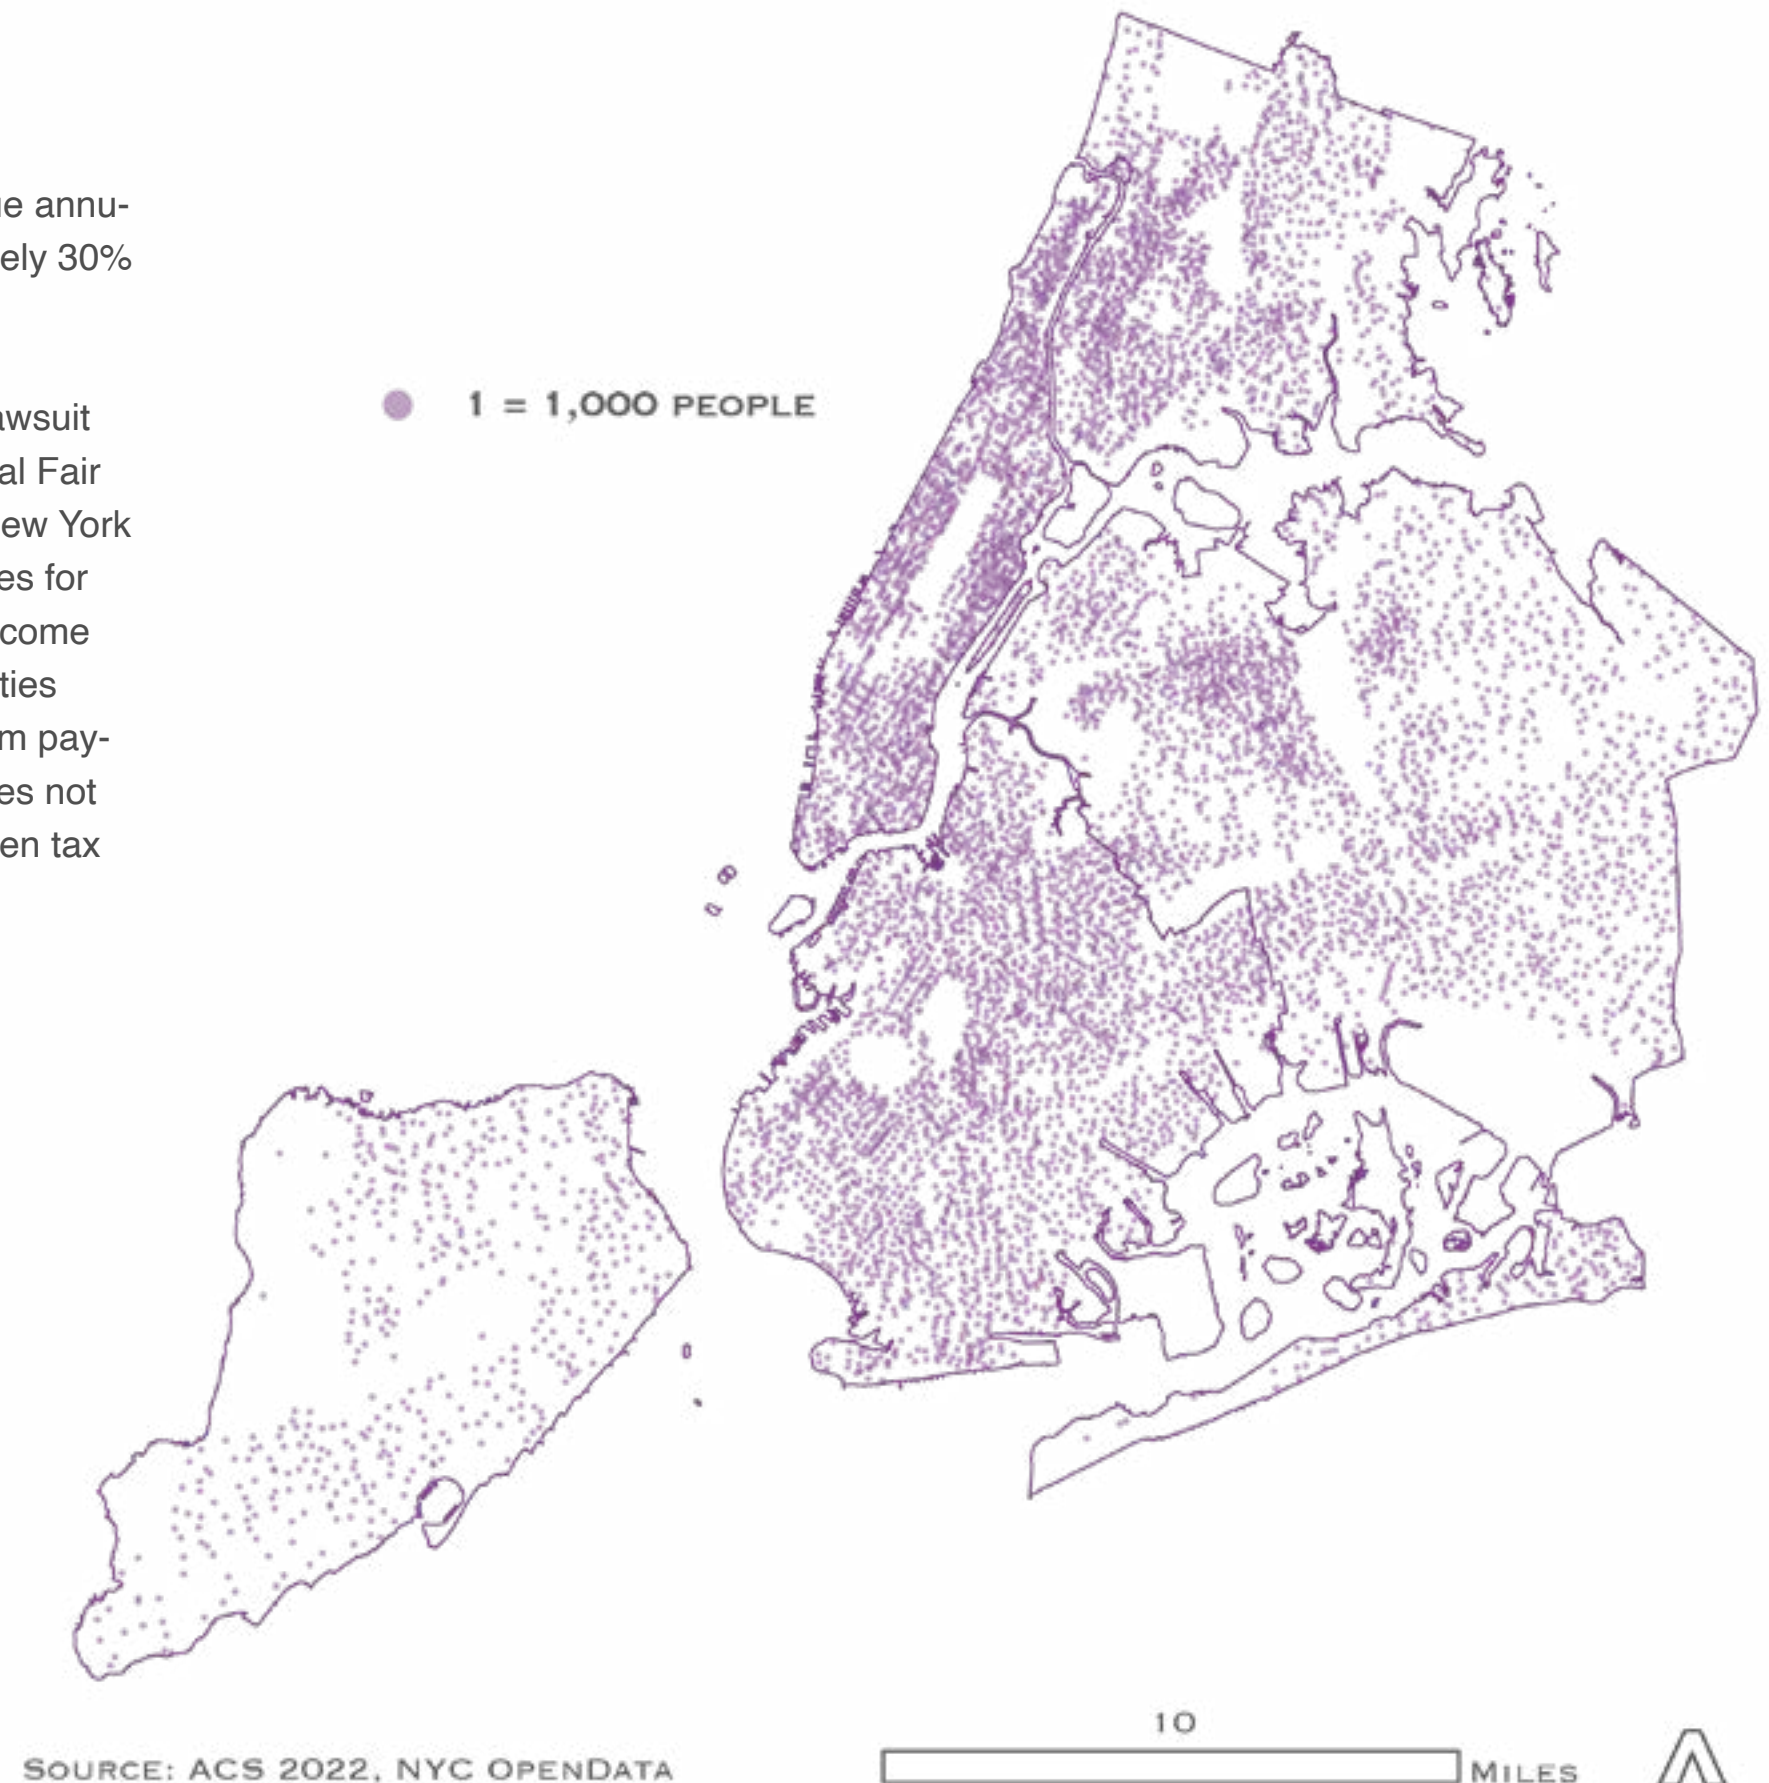 ue annu-
ely 30%
awsuit
al Fair
ew York
es for
come
ties
m pay-
es not
en tax
1 = 1,000 PEOPLE
10
SOURCE: ACS 2022, NYC OPENDATA
MILES